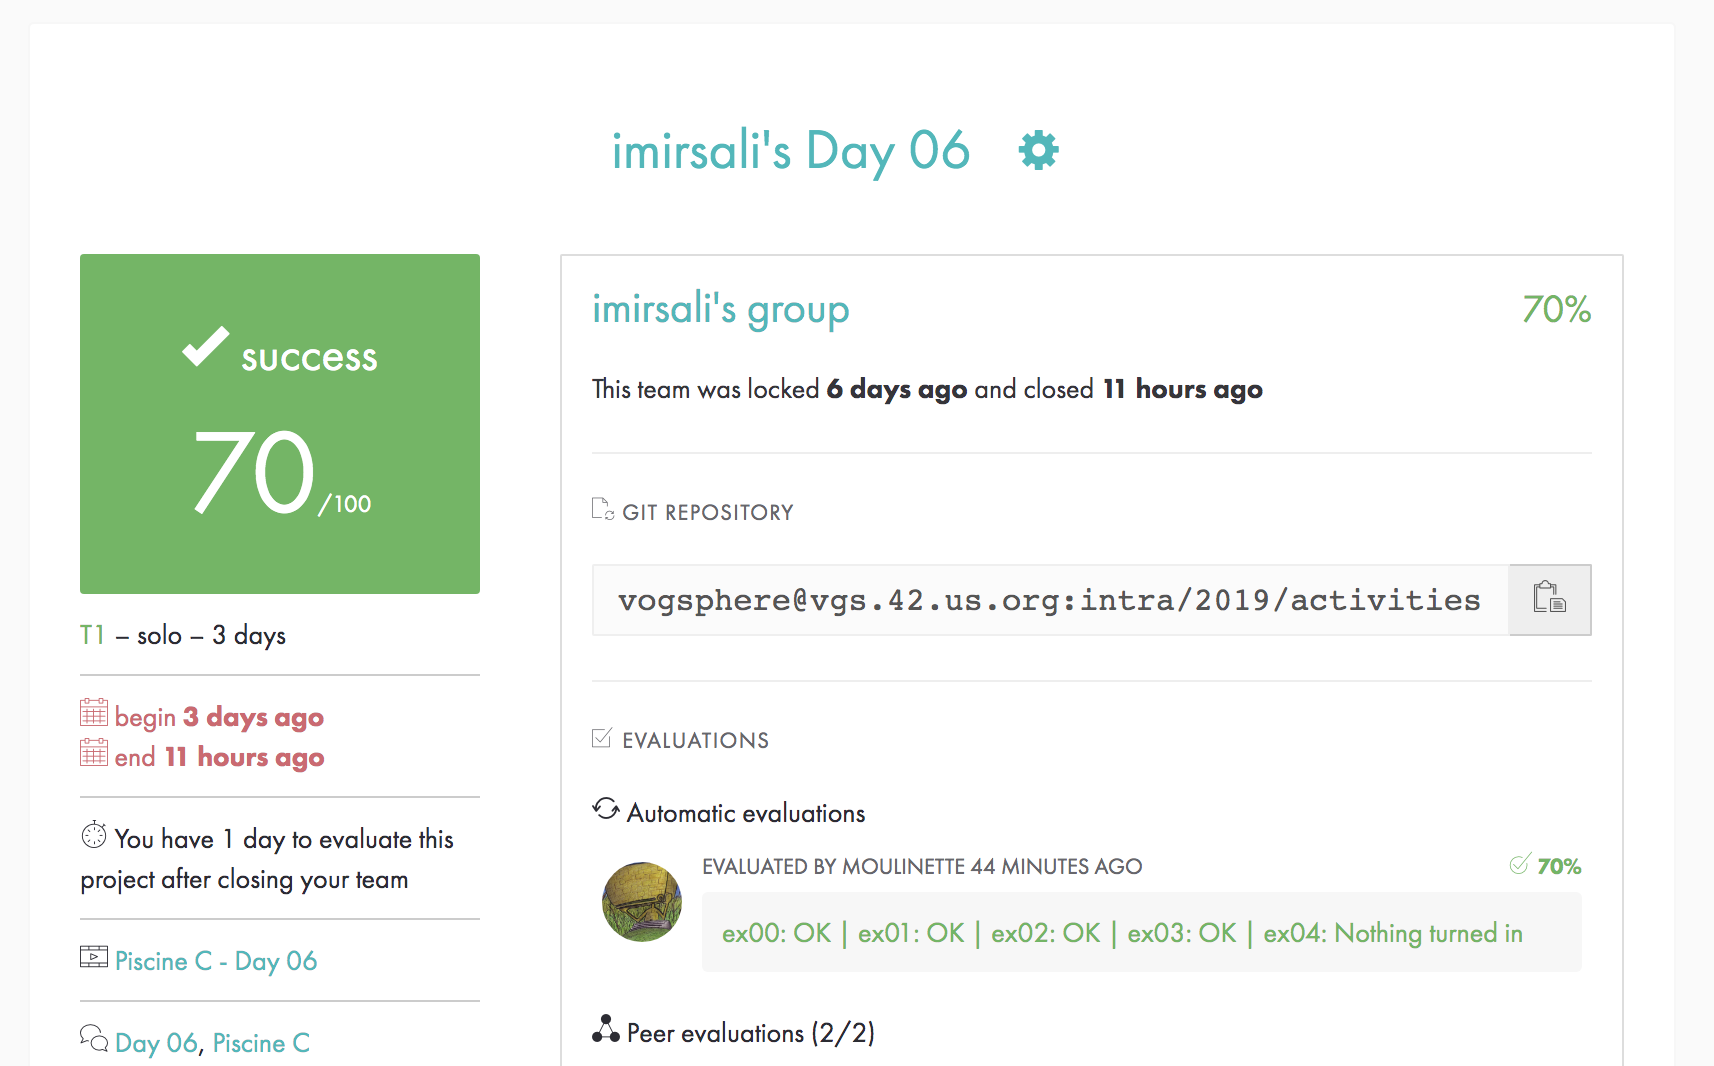 imirsali's Day 06
success
70/100
T1 – solo – 3 days
begin 3 days ago
end 11 hours ago
You have 1 day to evaluate this
project after closing your team
Piscine C - Day 06
Day 06, Piscine C
imirsali's group 70%
This team was locked 6 days ago and closed 11 hours ago
GIT REPOSITORY
vogsphere@vgs.42.us.org:intra/2019/activities
EVALUATIONS
Automatic evaluations
EVALUATED BY MOULINETTE 44 MINUTES AGO 70%
ex00: OK | ex01: OK | ex02: OK | ex03: OK | ex04: Nothing turned in
Peer evaluations (2/2)